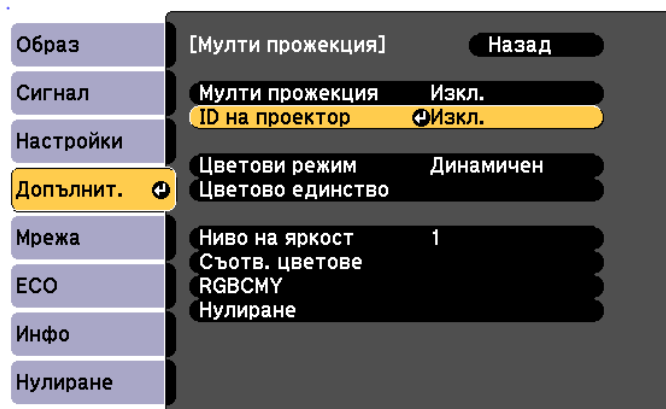 Образ
Сигнал
Настройки
Допълнит.
Мрежа
ECO
Инфо
Нулиране
[Мулти прожекция] Назад
Мулти прожекция Изкл.
ID на проектор Изкл.
Цветови режим Динамичен
Цветово единство
Ниво на яркост 1
Съотв. цветове
RGBCMY
Нулиране